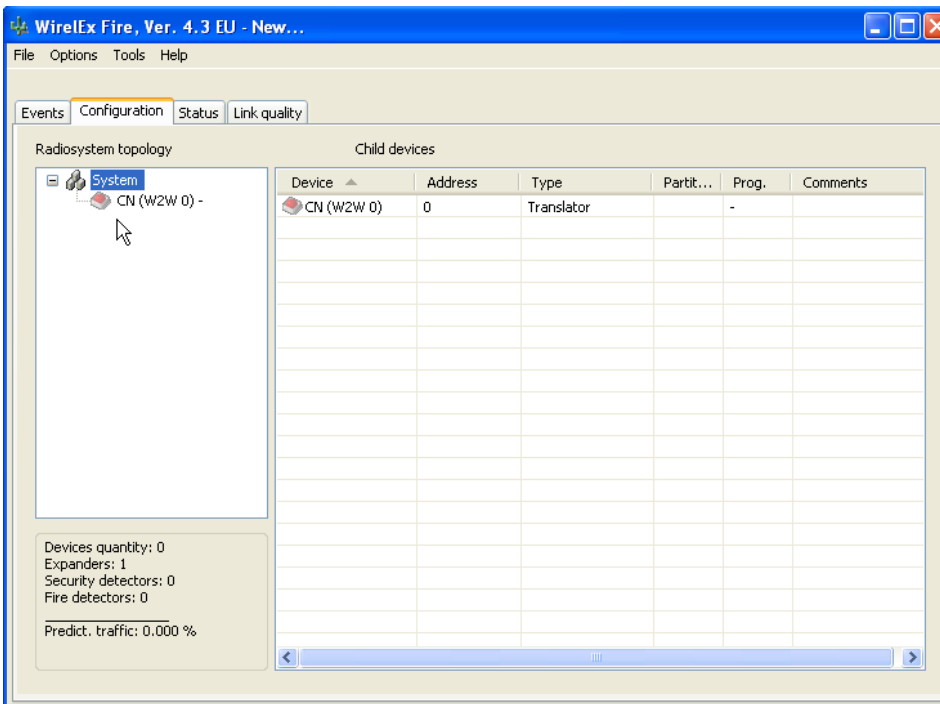 WirelEx Fire, Ver. 4.3 EU - New...
File Options Tools Help
Events Configuration Status Link quality
Radiosystem topology Child devices
System
CN (W2W 0) -
Device Address Type Partit... Prog. Comments
CN (W2W 0) 0 Translator -
Devices quantity: 0
Expanders: 1
Security detectors: 0
Fire detectors: 0
Predict. traffic: 0.000 %